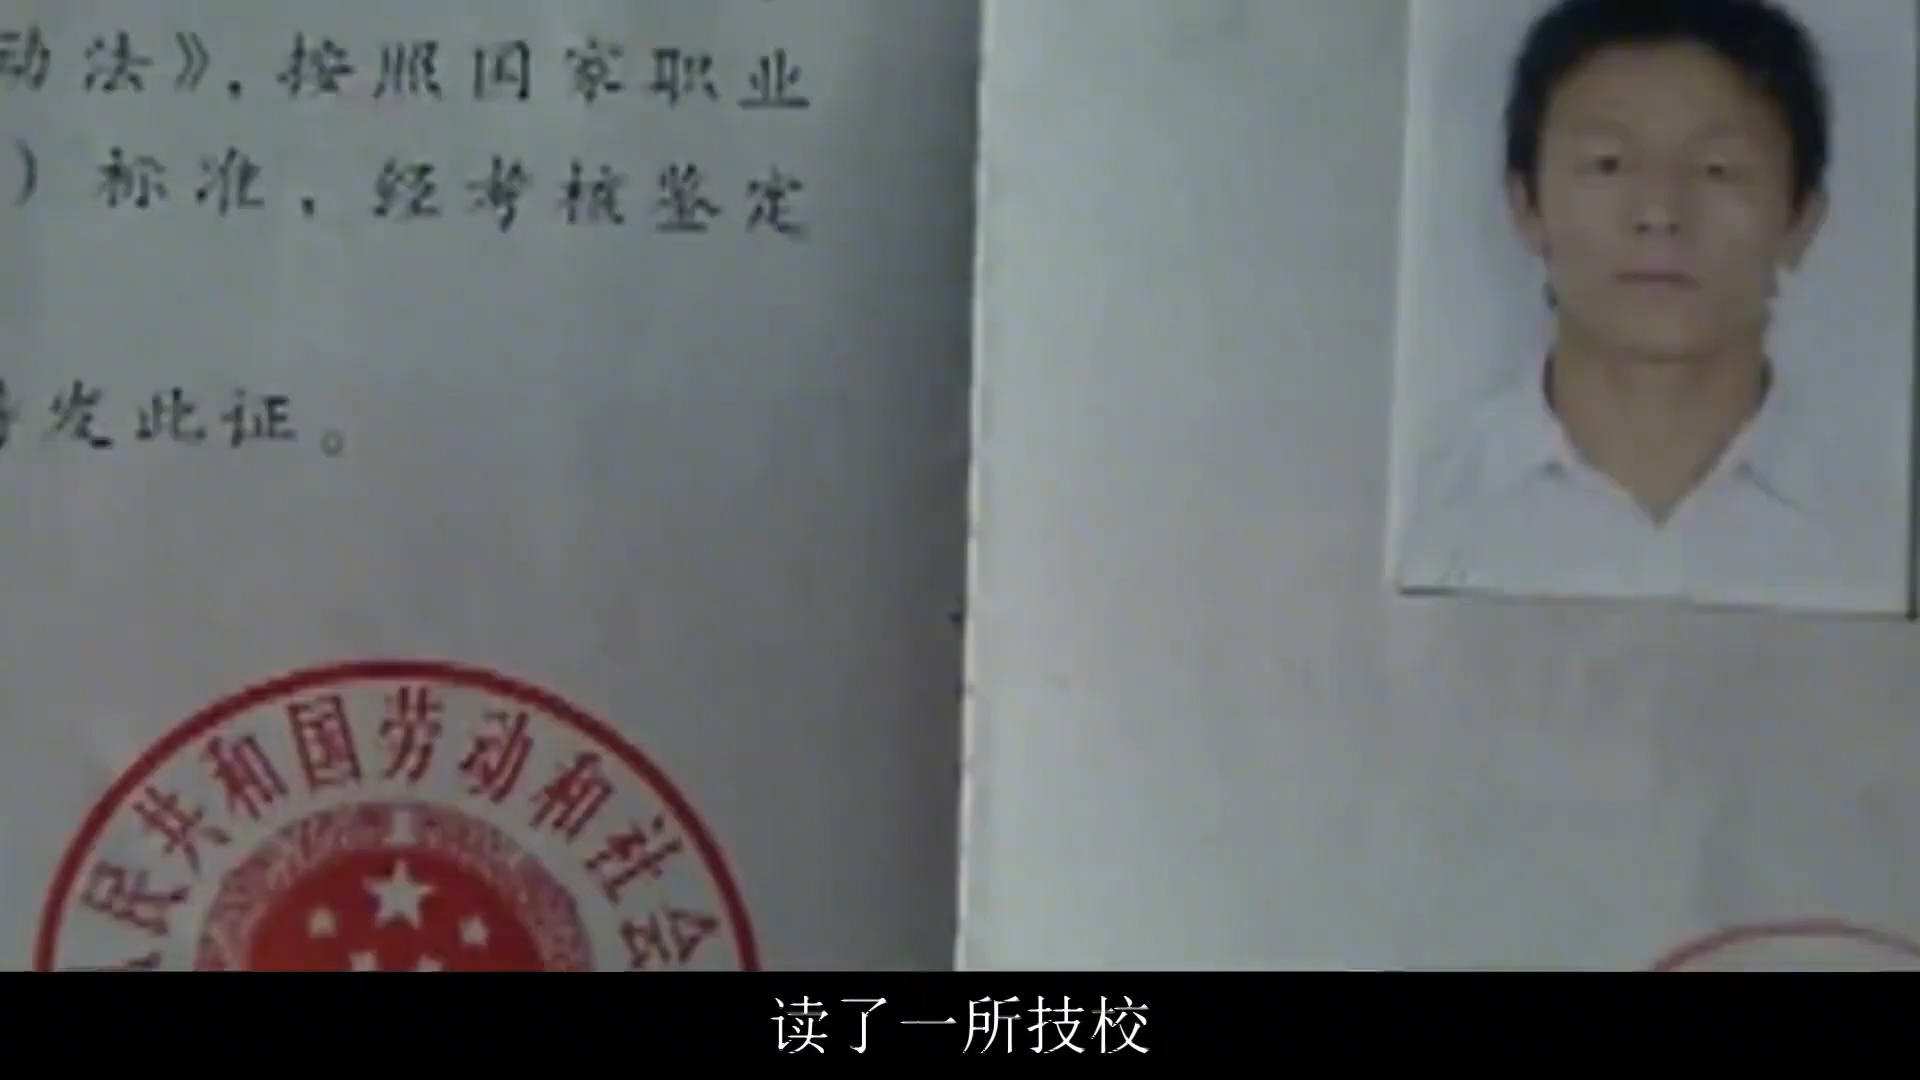 动法》，按照国家职业
）标准，经考核鉴定
发此证。
民共和国劳动和社会
读了一所技校